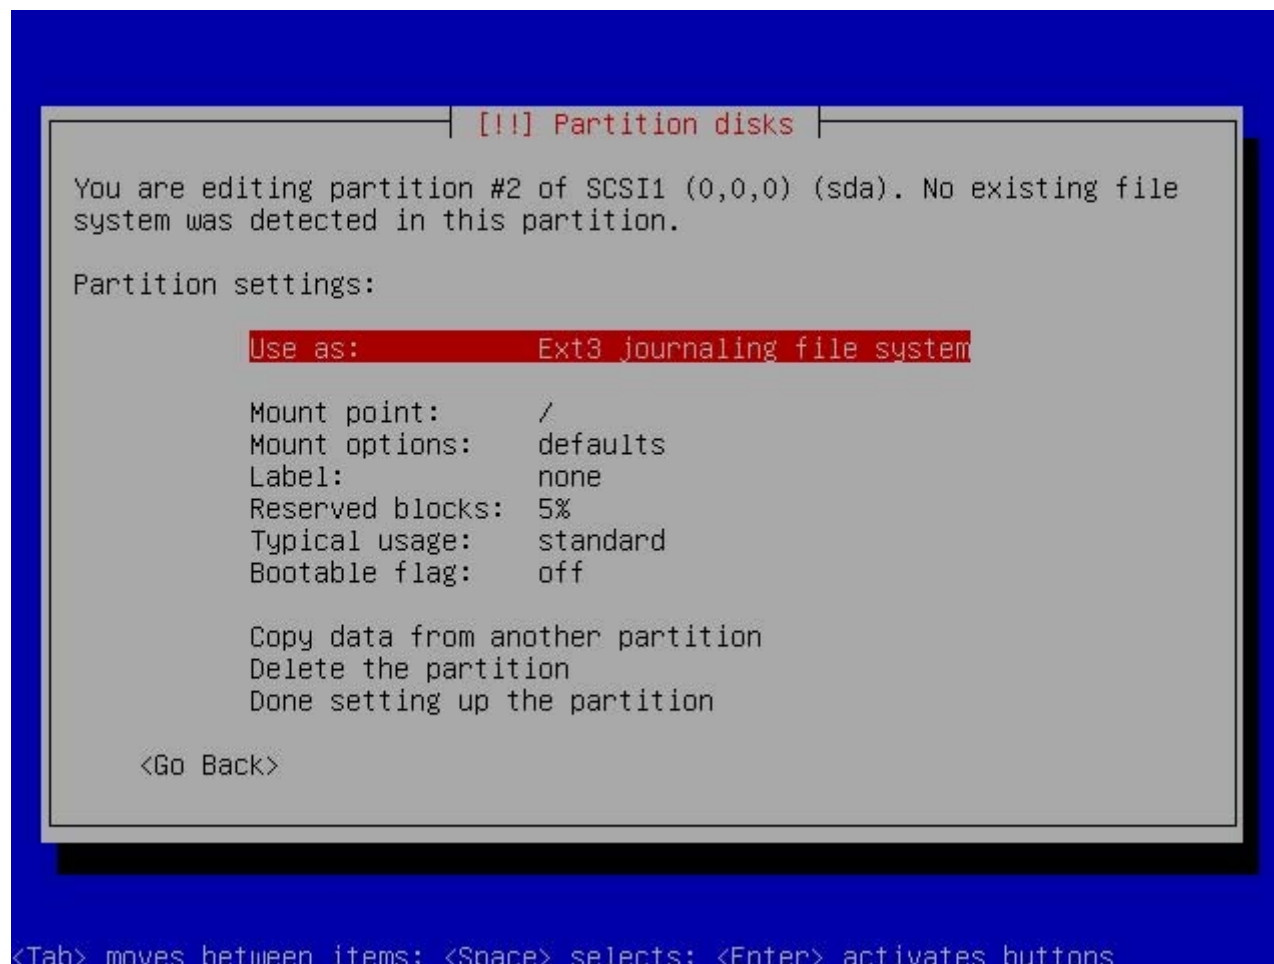 [!!] Partition disks
You are editing partition #2 of SCSI1 (0,0,0) (sda). No existing file
system was detected in this partition.
Partition settings:
Use as: Ext3 journaling file system
Mount point: /
Mount options: defaults
Label: none
Reserved blocks: 5%
Typical usage: standard
Bootable flag: off
Copy data from another partition
Delete the partition
Done setting up the partition
<Go Back>
<Tab> moves between items; <Space> selects; <Enter> activates buttons